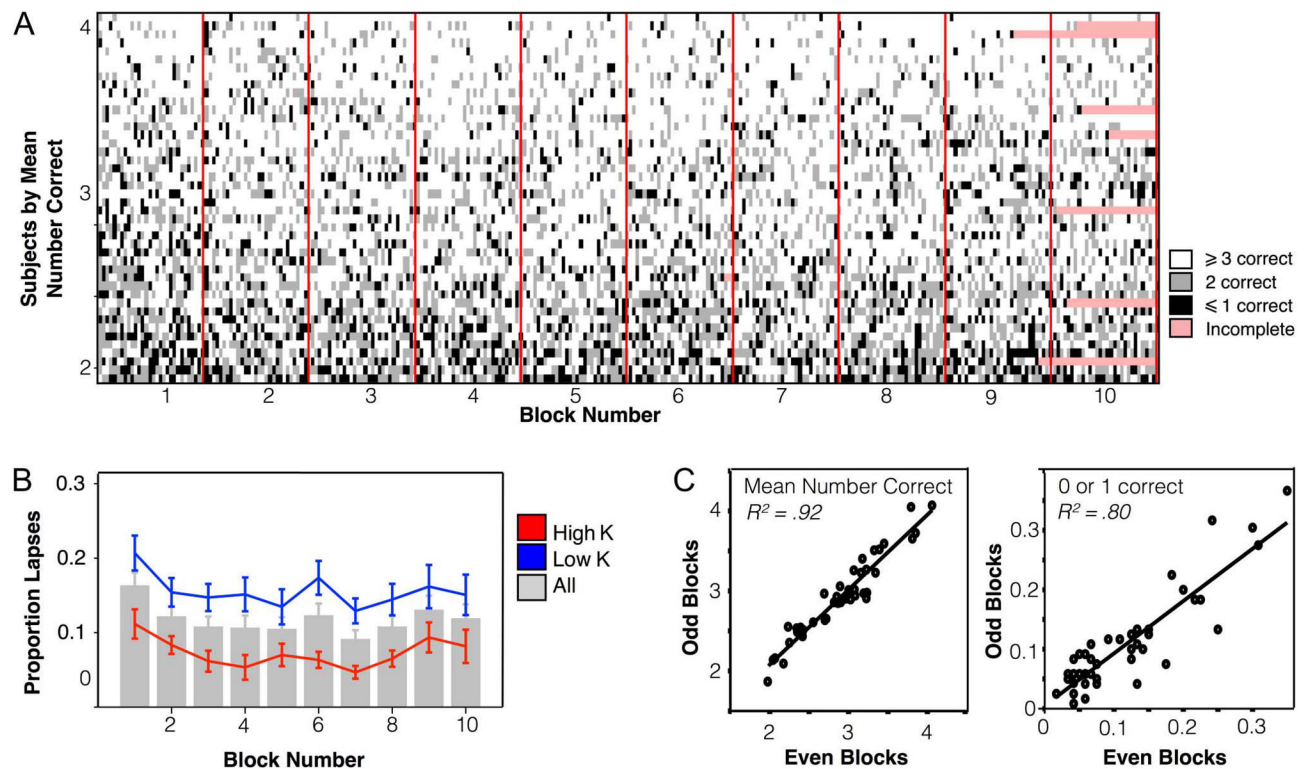 A
4
3
2
Subjects by Mean
Number Correct
1 2 3 4 5 6 7 8 9 10
Block Number
≥ 3 correct
2 correct
≤ 1 correct
Incomplete
B
0.3
0.2
0.1
0
Proportion Lapses
2 4 6 8 10
Block Number
High K
Low K
All
C
Mean Number Correct
R² = .92
4
3
2
Odd Blocks
2 3 4
Even Blocks
0 or 1 correct
R² = .80
0.3
0.2
0.1
0
Odd Blocks
0 0.1 0.2 0.3
Even Blocks